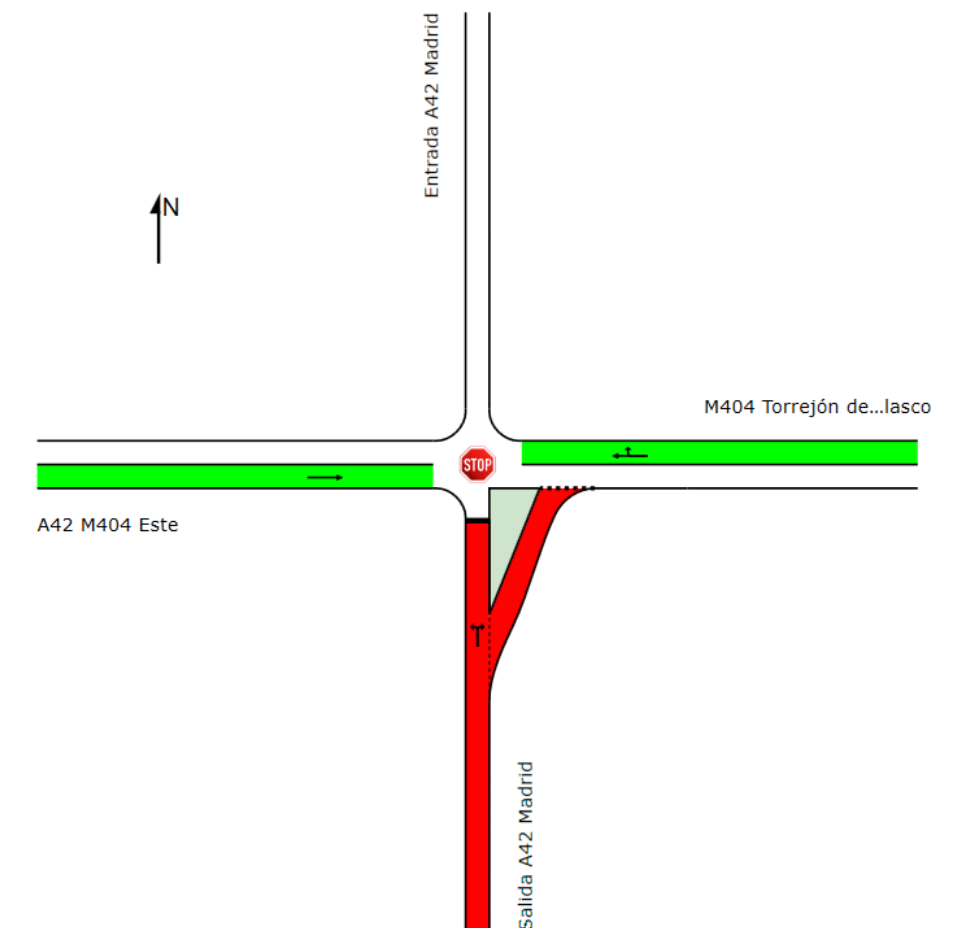 Entrada A42 Madrid
N
M404 Torrejón de...lasco
STOP
A42 M404 Este
Salida A42 Madrid